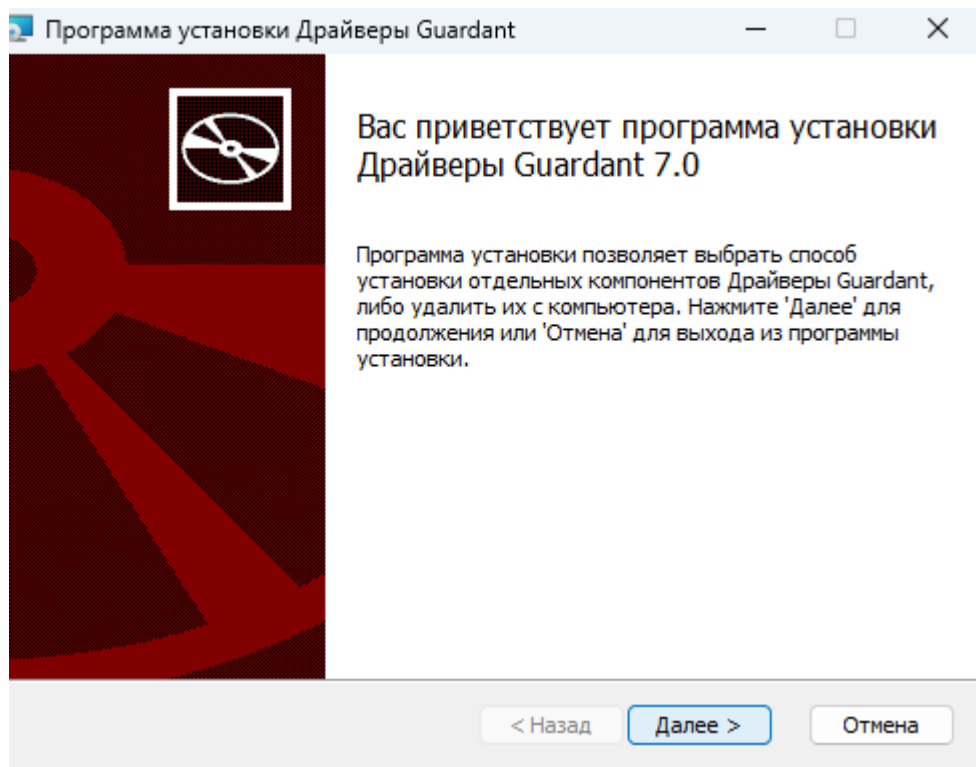 Программа установки Драйверы Guardant
Вас приветствует программа установки
Драйверы Guardant 7.0
Программа установки позволяет выбрать способ
установки отдельных компонентов Драйверы Guardant,
либо удалить их с компьютера. Нажмите 'Далее' для
продолжения или 'Отмена' для выхода из программы
установки.
< Назад Далее > Отмена